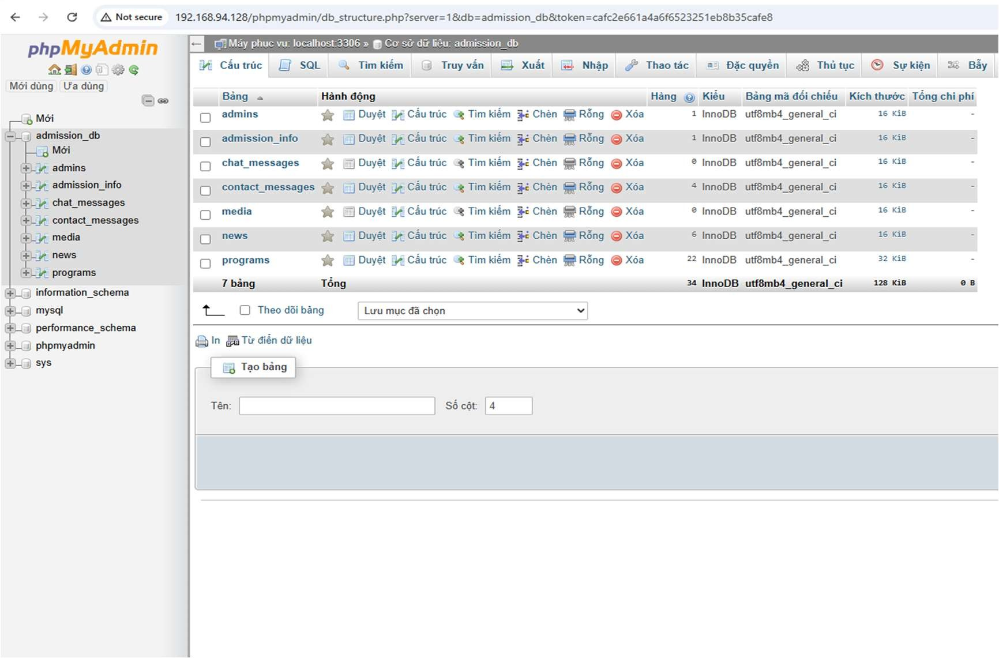 Not secure 192.168.94.128/phpmyadmin/db_structure.php?server=1&db=admission_db&token=cafc2e661a4a6f6523251eb8b35cafe8
phpMyAdmin
Mới dùng Ưa dùng
Mới
admission_db
Mới
admins
admission_info
chat_messages
contact_messages
media
news
programs
information_schema
mysql
performance_schema
phpmyadmin
sys
Máy phục vụ: localhost:3306 » Cơ sở dữ liệu: admission_db
Cấu trúc SQL Tìm kiếm Truy vấn Xuất Nhập Thao tác Đặc quyền Thủ tục Sự kiện Bẫy
Bảng Hành động Hàng Kiểu Bảng mã đối chiếu Kích thước Tổng chi phí
admins Duyệt Cấu trúc Tìm kiếm Chèn Rỗng Xóa 1 InnoDB utf8mb4_general_ci 16 KiB -
admission_info Duyệt Cấu trúc Tìm kiếm Chèn Rỗng Xóa 1 InnoDB utf8mb4_general_ci 16 KiB -
chat_messages Duyệt Cấu trúc Tìm kiếm Chèn Rỗng Xóa 0 InnoDB utf8mb4_general_ci 16 KiB -
contact_messages Duyệt Cấu trúc Tìm kiếm Chèn Rỗng Xóa 4 InnoDB utf8mb4_general_ci 16 KiB -
media Duyệt Cấu trúc Tìm kiếm Chèn Rỗng Xóa 0 InnoDB utf8mb4_general_ci 16 KiB -
news Duyệt Cấu trúc Tìm kiếm Chèn Rỗng Xóa 6 InnoDB utf8mb4_general_ci 16 KiB -
programs Duyệt Cấu trúc Tìm kiếm Chèn Rỗng Xóa 22 InnoDB utf8mb4_general_ci 32 KiB -
7 bảng Tổng 34 InnoDB utf8mb4_general_ci 128 KiB 0 B
Theo dõi bảng Lưu mục đã chọn
In Từ điển dữ liệu
Tạo bảng
Tên: Số cột: 4